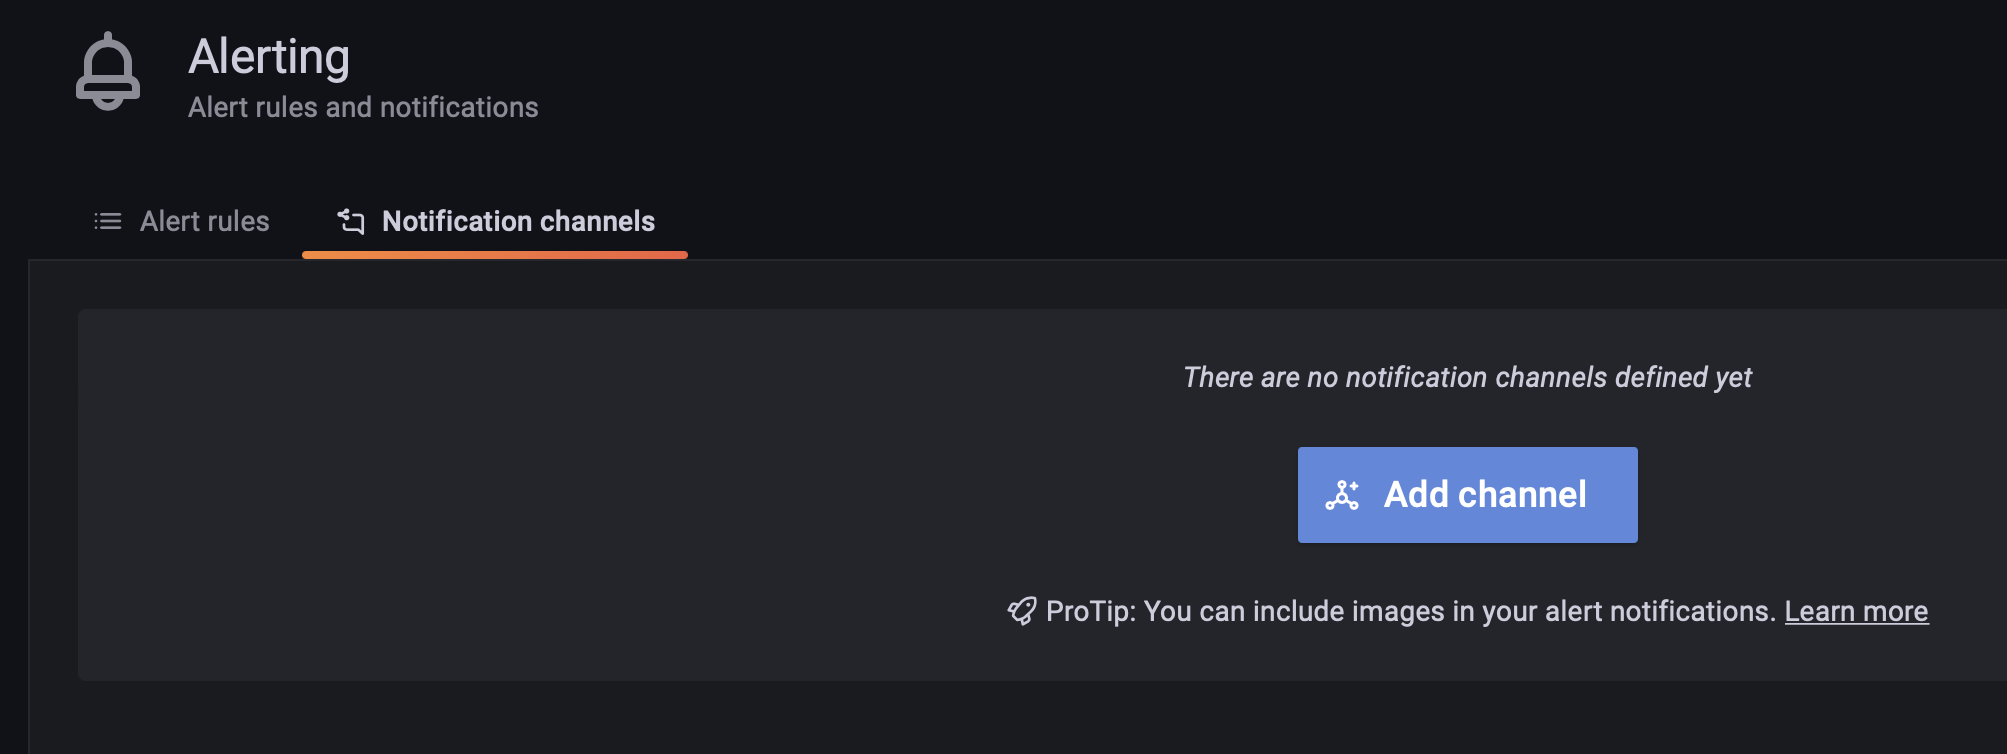 Alerting
Alert rules and notifications
Alert rules
Notification channels
There are no notification channels defined yet
Add channel
ProTip: You can include images in your alert notifications. Learn more